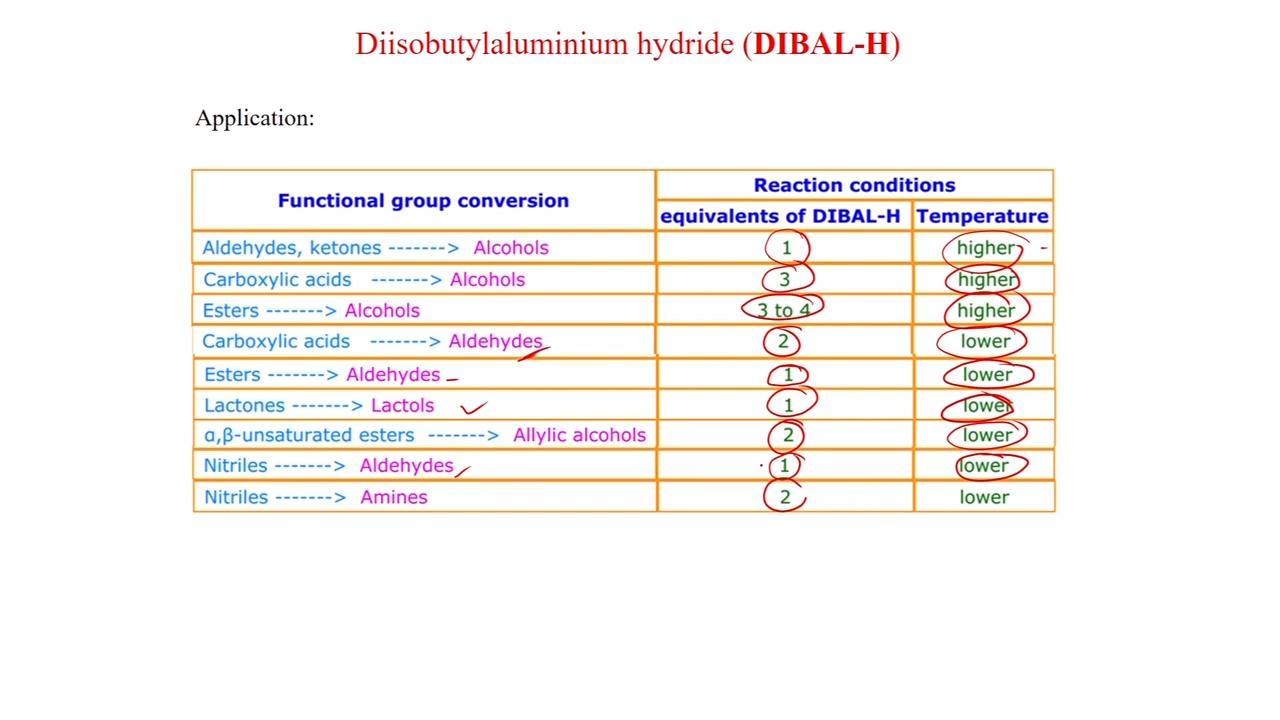 Diisobutylaluminium hydride (DIBAL-H)
Application:
Functional group conversion
Reaction conditions
equivalents of DIBAL-H Temperature
Aldehydes, ketones -------> Alcohols 1 higher
Carboxylic acids -------> Alcohols 3 higher
Esters -------> Alcohols 3 to 4 higher
Carboxylic acids -------> Aldehydes 2 lower
Esters -------> Aldehydes 1 lower
Lactones -------> Lactols 1 lower
α,β-unsaturated esters -------> Allylic alcohols 2 lower
Nitriles -------> Aldehydes 1 lower
Nitriles -------> Amines 2 lower